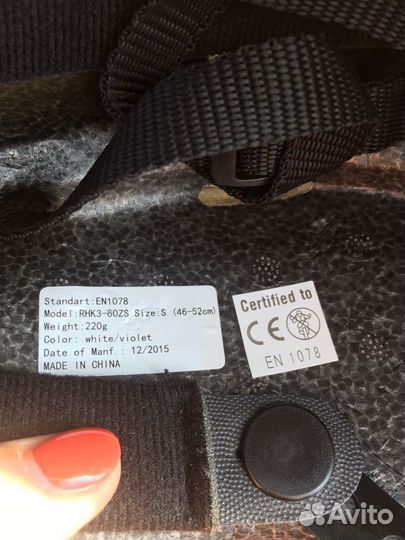 Standart:EN1078
Model:RHK3-60ZS Size:S (46-52cm)
Weight:220g
Color: white/violet
Date of Manf.: 12/2015
MADE IN CHINA
Certified to
CE
EN 1078
Avito